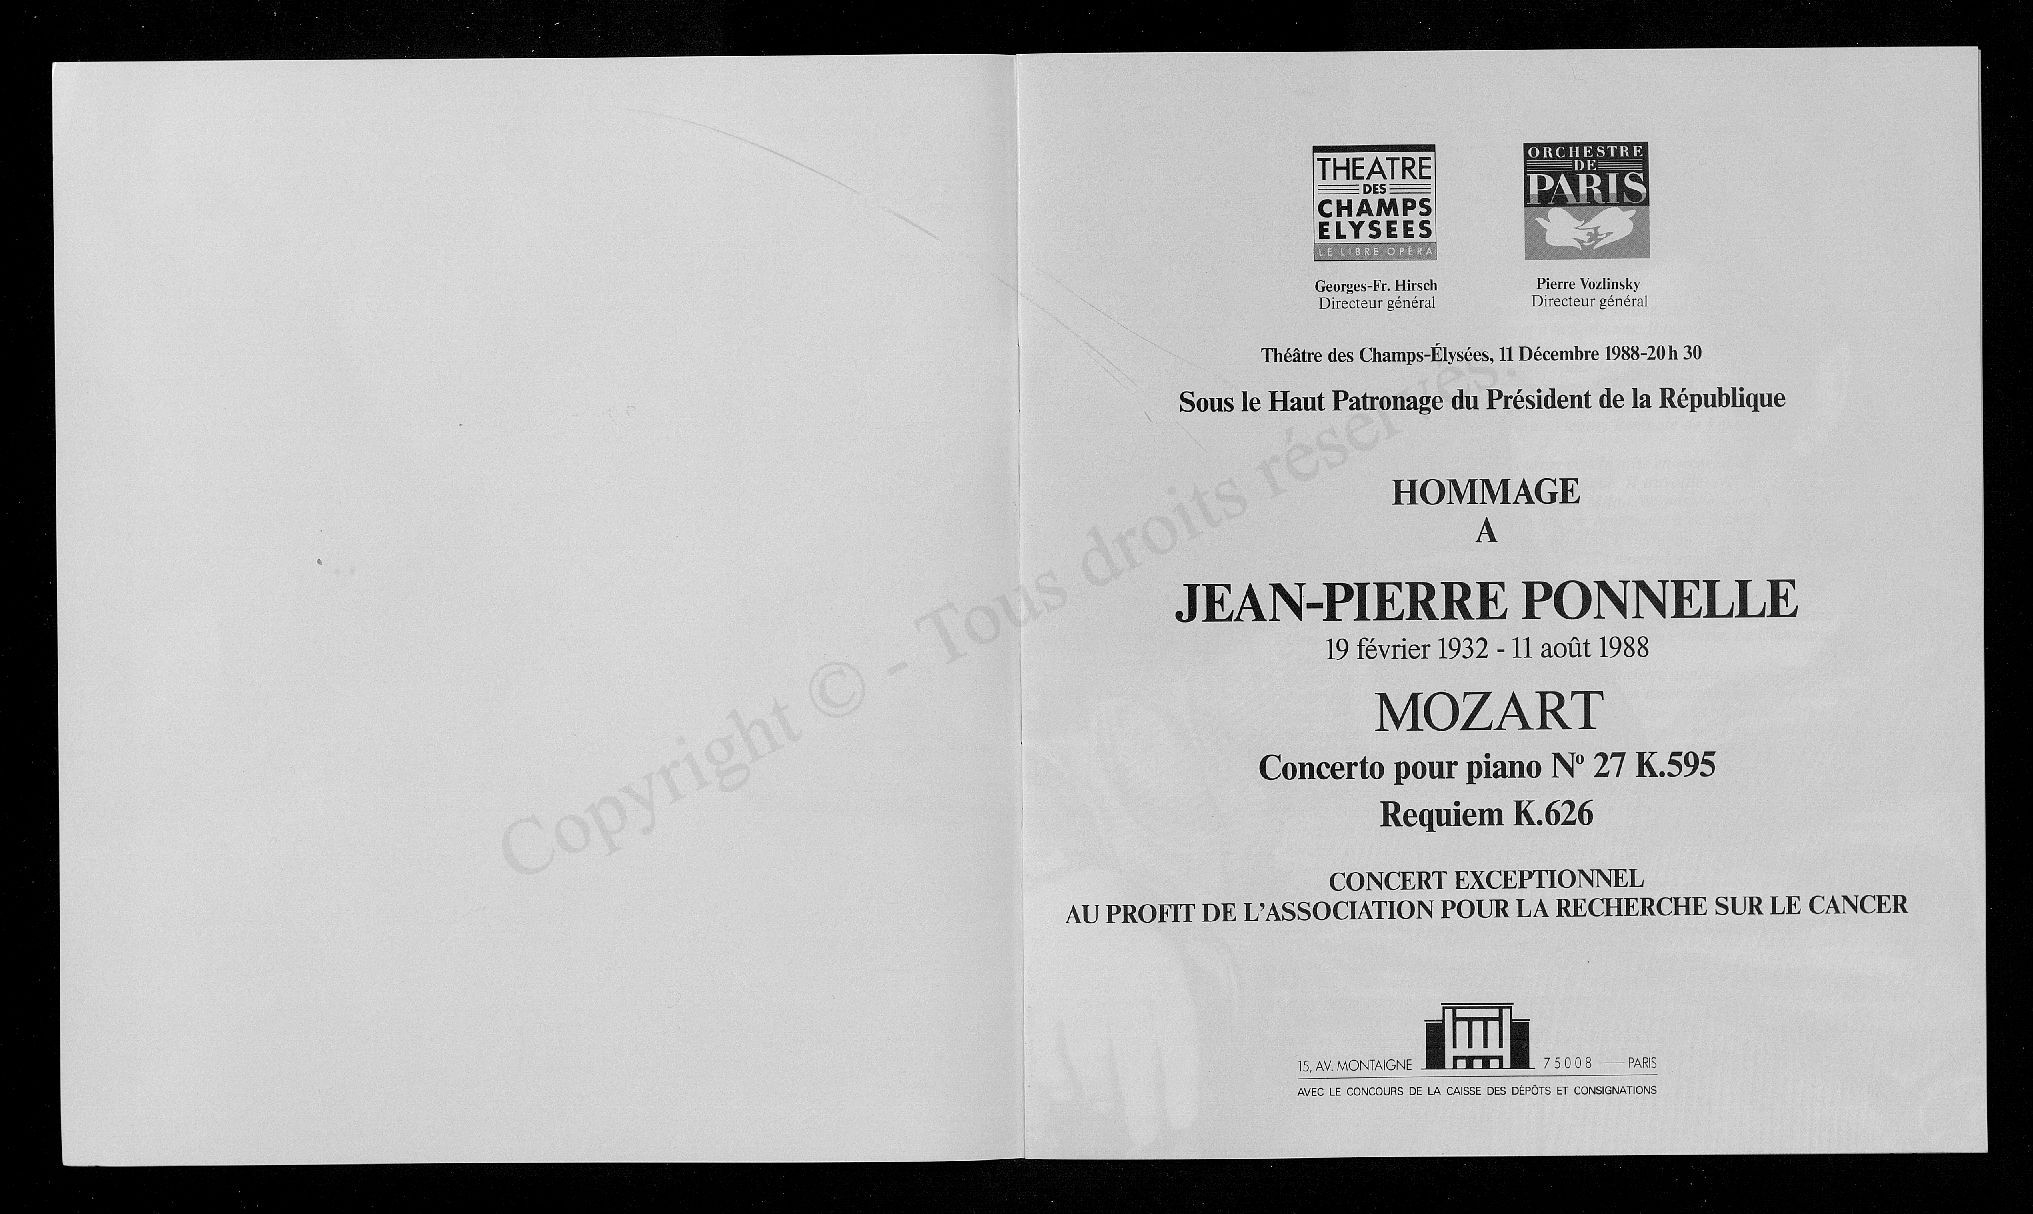 THEATRE
DES
CHAMPS
ELYSEES
LE LIBRE OPÉRA
Georges-Fr. Hirsch
Directeur général
ORCHESTRE
DE
PARIS
Pierre Vozlinsky
Directeur général
Théâtre des Champs-Élysées, 11 Décembre 1988-20h 30
Sous le Haut Patronage du Président de la République
HOMMAGE
A
JEAN-PIERRE PONNELLE
19 février 1932 - 11 août 1988
MOZART
Concerto pour piano Nº 27 K.595
Requiem K.626
CONCERT EXCEPTIONNEL
AU PROFIT DE L'ASSOCIATION POUR LA RECHERCHE SUR LE CANCER
15, AV. MONTAIGNE 75008 PARIS
AVEC LE CONCOURS DE LA CAISSE DES DÉPÔTS ET CONSIGNATIONS
Copyright © - Tous droits réservés.